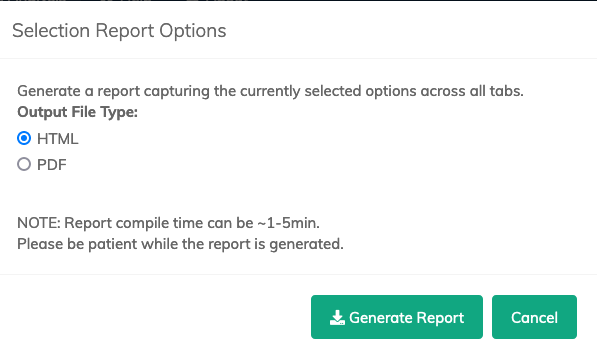 Selection Report Options
Generate a report capturing the currently selected options across all tabs.
Output File Type:
HTML
PDF
NOTE: Report compile time can be ~1-5min.
Please be patient while the report is generated.
Generate Report
Cancel